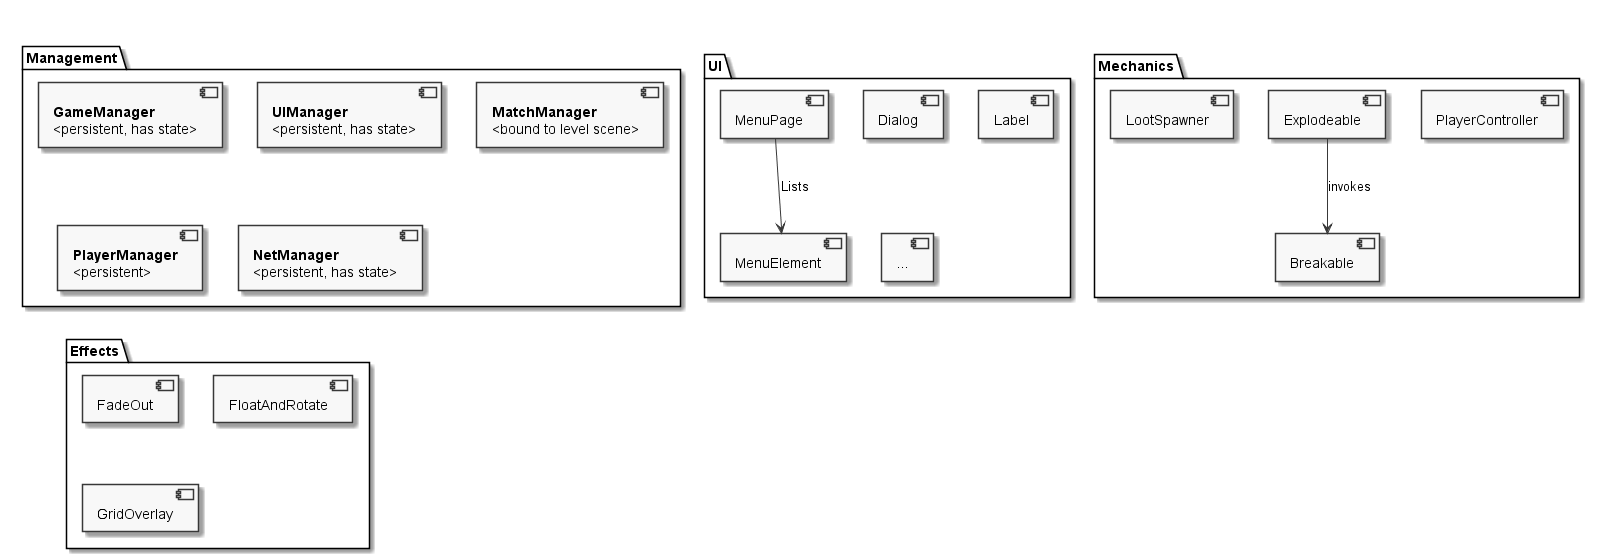 Management
GameManager
<persistent, has state>
UIManager
<persistent, has state>
MatchManager
<bound to level scene>
PlayerManager
<persistent>
NetManager
<persistent, has state>
UI
MenuPage
Dialog
Label
Lists
MenuElement
...
Mechanics
LootSpawner
Explodeable
PlayerController
invokes
Breakable
Effects
FadeOut
FloatAndRotate
GridOverlay